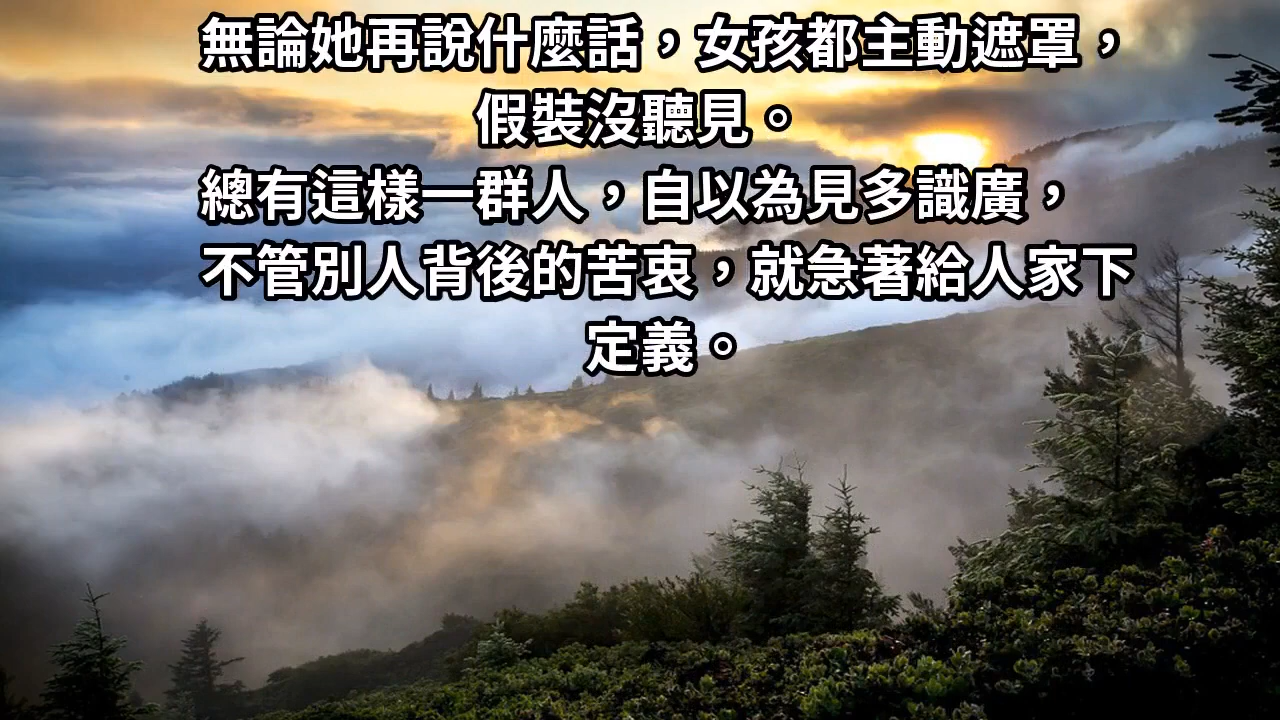 無論她再說什麼話，女孩都主動遮罩，
假裝沒聽見。
總有這樣一群人，自以為見多識廣，
不管別人背後的苦衷，就急著給人家下
定義。